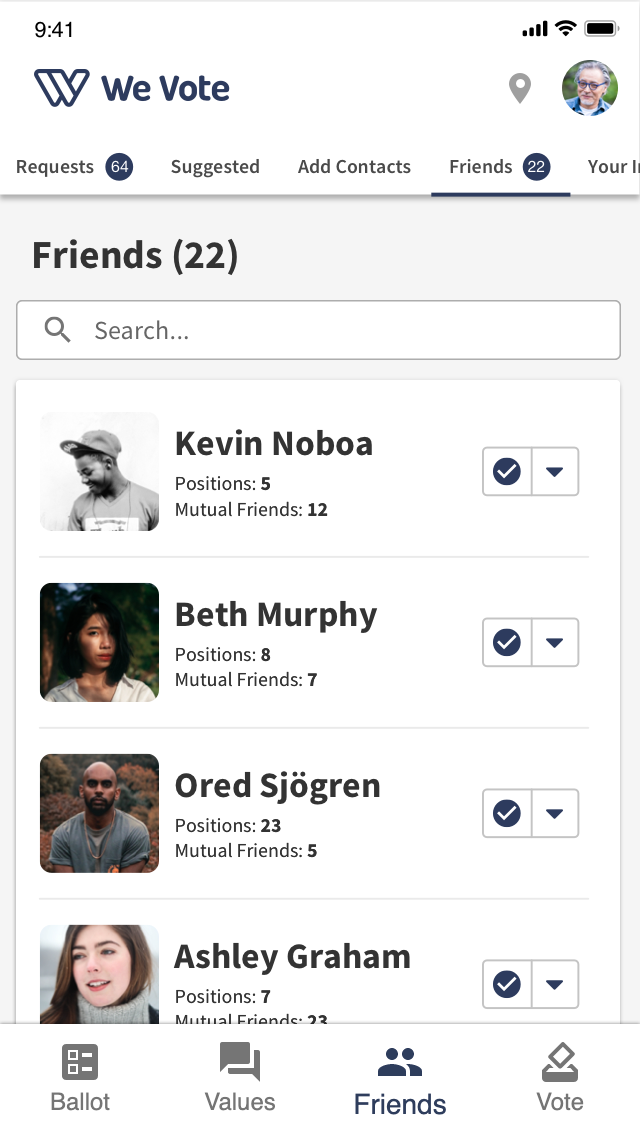 9:41
We Vote
Requests 64 Suggested Add Contacts Friends 22 Your
Friends (22)
Search...
Kevin Noboa
Positions: 5
Mutual Friends: 12
Beth Murphy
Positions: 8
Mutual Friends: 7
Ored Sjögren
Positions: 23
Mutual Friends: 5
Ashley Graham
Positions: 7
Mutual Friends: 23
Ballot Values Friends Vote